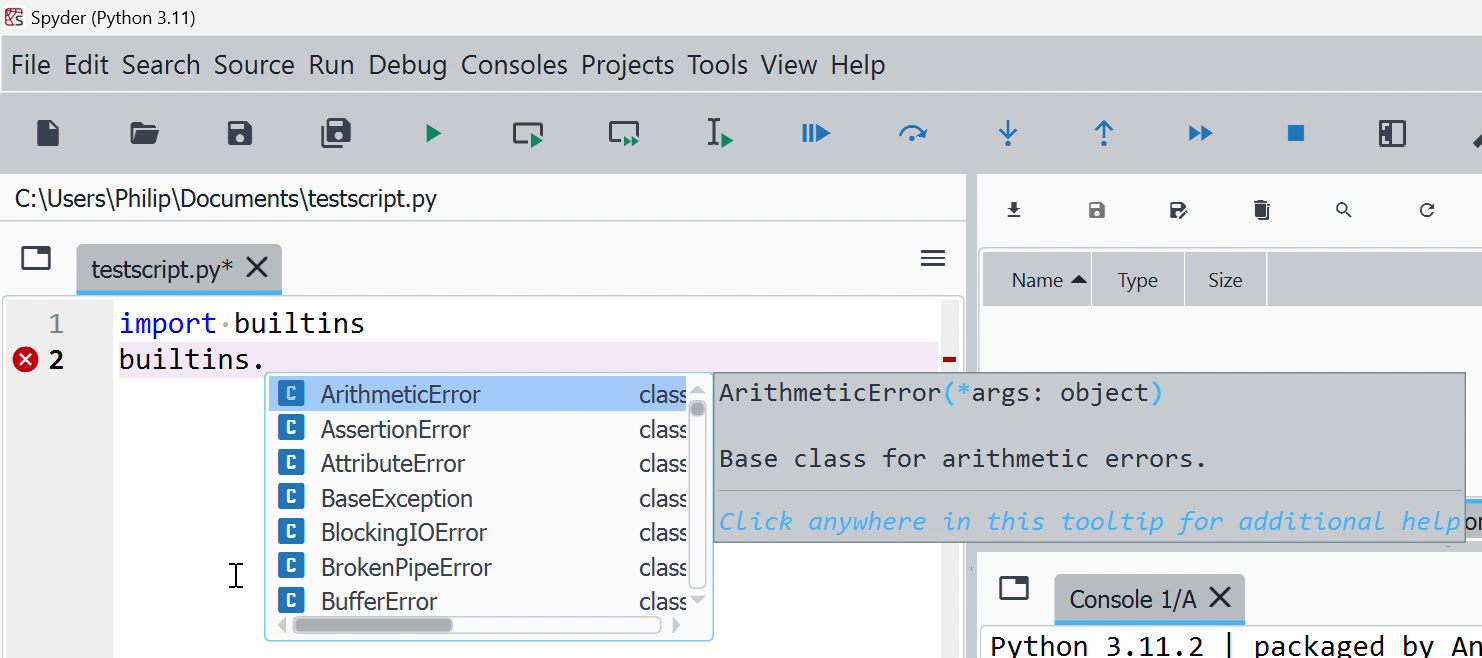 Spyder (Python 3.11)
File Edit Search Source Run Debug Consoles Projects Tools View Help
C:\Users\Philip\Documents\testscript.py
testscript.py*
Name Type Size
1 import builtins
2 builtins.
C ArithmeticError class
C AssertionError class
C AttributeError class
C BaseException class
C BlockingIOError class
C BrokenPipeError class
C BufferError class
ArithmeticError(*args: object)
Base class for arithmetic errors.
Click anywhere in this tooltip for additional help
Console 1/A
Python 3.11.2 | packaged by An